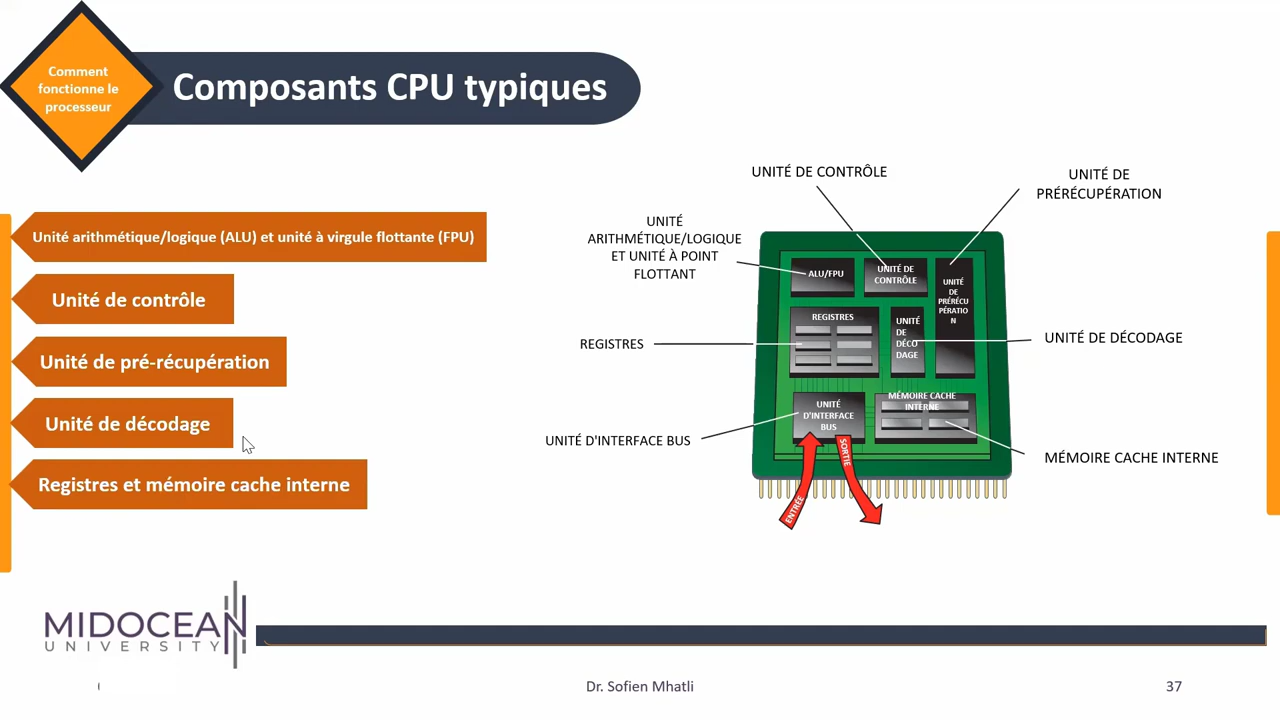 Comment
fonctionne le
processeur
Composants CPU typiques
Unité arithmétique/logique (ALU) et unité à virgule flottante (FPU)
Unité de contrôle
Unité de pré-récupération
Unité de décodage
Registres et mémoire cache interne
UNITÉ DE CONTRÔLE
UNITÉ DE
PRÉRÉCUPÉRATION
UNITÉ
ARITHMÉTIQUE/LOGIQUE
ET UNITÉ À POINT
FLOTTANT
REGISTRES
UNITÉ D'INTERFACE BUS
UNITÉ DE DÉCODAGE
MÉMOIRE CACHE INTERNE
ALU/FPU
UNITÉ DE
CONTRÔLE
UNITÉ
DE
PRÉRÉCU
PÉRATIO
N
REGISTRES
UNITÉ
DE
DÉCO
DAGE
UNITÉ
D'INTERFACE
BUS
MÉMOIRE CACHE
INTERNE
ENTRÉE
SORTIE
MIDOCEAN
UNIVERSITY
Dr. Sofien Mhatli
37